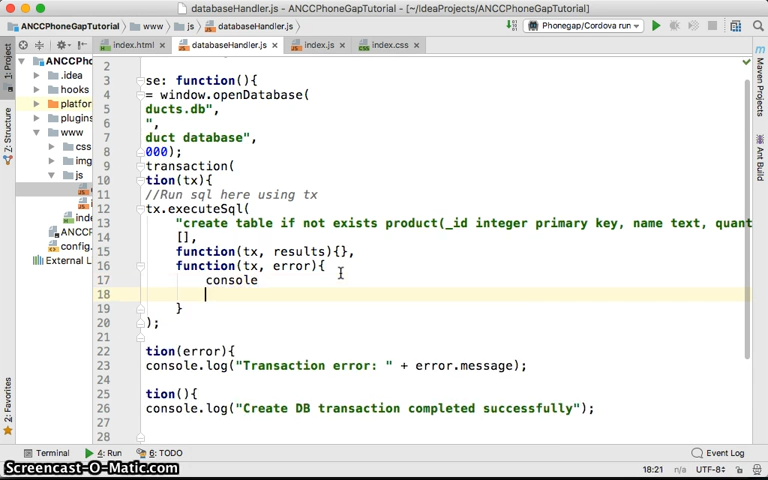 databaseHandler.js - ANCCPhoneGapTutorial - [~/IdeaProjects/ANCCPhoneGapTutorial]
ANCCPhoneGapTutorial www js databaseHandler.js Phonegap/Cordova run
index.html databaseHandler.js index.js index.css
1: Project
7: Structure
2: Favorites
ANCCPh
.idea
hooks
platfor
plugins
www
css
img
js
inde
ANCC
config.
External L
2
3 se: function(){
4 = window.openDatabase(
5 ducts.db",
6 ",
7 duct database",
8 000);
9 transaction(
10 tion(tx){
11 //Run sql here using tx
12 tx.executeSql(
13 "create table if not exists product(_id integer primary key, name text, quant
14 [],
15 function(tx, results){},
16 function(tx, error){
17 console
18
19 }
20 );
21
22 tion(error){
23 console.log("Transaction error: " + error.message);
24
25 tion(){
26 console.log("Create DB transaction completed successfully");
27
28
Maven Projects
Ant Build
Terminal 4: Run 6: TODO Event Log
18:21 n/a UTF-8
Screencast-O-Matic.com